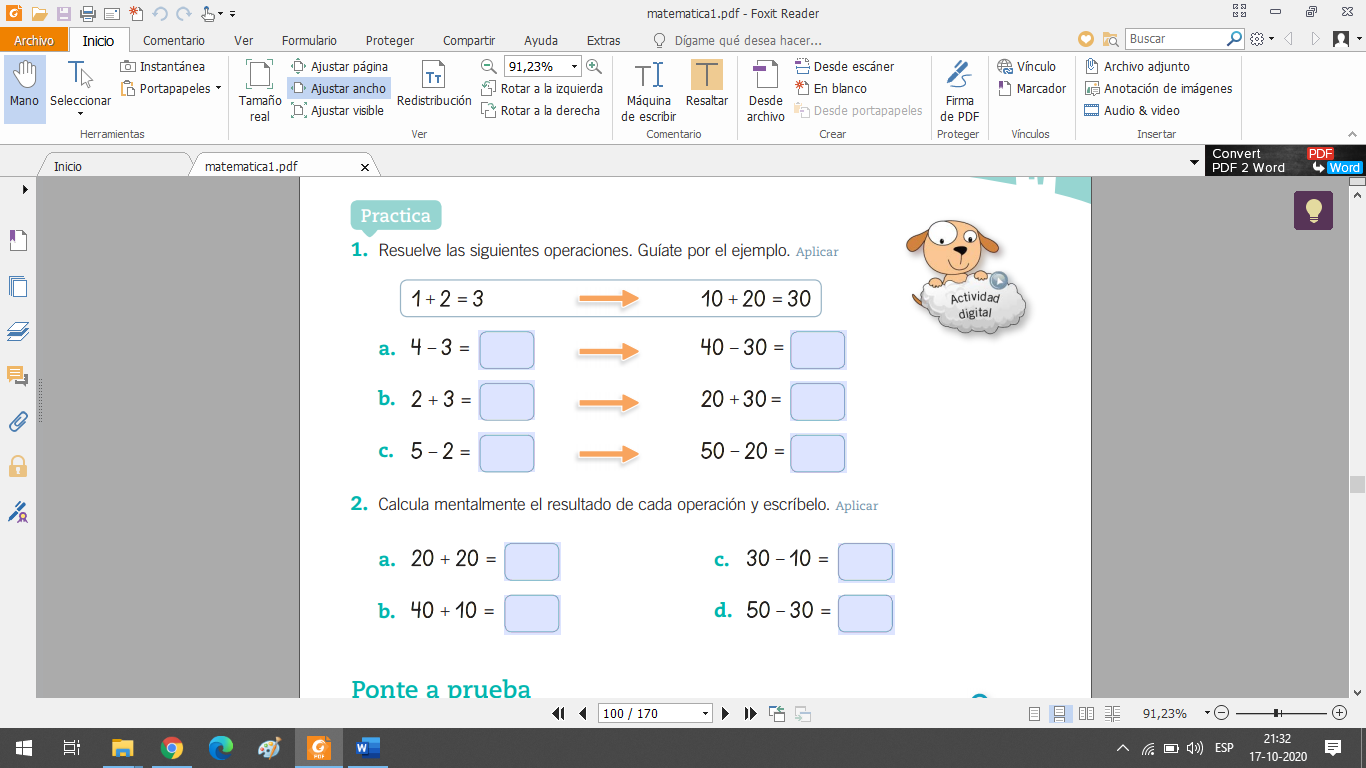 matematica1.pdf - Foxit Reader
Archivo Inicio Comentario Ver Formulario Proteger Compartir Ayuda Extras Dígame qué desea hacer... Buscar
Mano
Seleccionar
Instantánea
Portapapeles
Herramientas
Tamaño real
Ajustar página
Ajustar ancho
Ajustar visible
Redistribución
91,23%
Rotar a la izquierda
Rotar a la derecha
Ver
Máquina de escribir
Resaltar
Comentario
Desde archivo
Desde escáner
En blanco
Desde portapapeles
Crear
Firma de PDF
Proteger
Vínculo
Marcador
Vínculos
Archivo adjunto
Anotación de imágenes
Audio & video
Insertar
Inicio matematica1.pdf
Convert PDF
PDF 2 Word Word
Practica
1. Resuelve las siguientes operaciones. Guíate por el ejemplo. Aplicar
1 + 2 = 3 10 + 20 = 30
Actividad
digital
a. 4 – 3 = 40 – 30 =
b. 2 + 3 = 20 + 30 =
c. 5 – 2 = 50 – 20 =
2. Calcula mentalmente el resultado de cada operación y escríbelo. Aplicar
a. 20 + 20 = c. 30 – 10 =
b. 40 + 10 = d. 50 – 30 =
Ponte a prueba
100 / 170 91,23%
ESP 21:32
17-10-2020